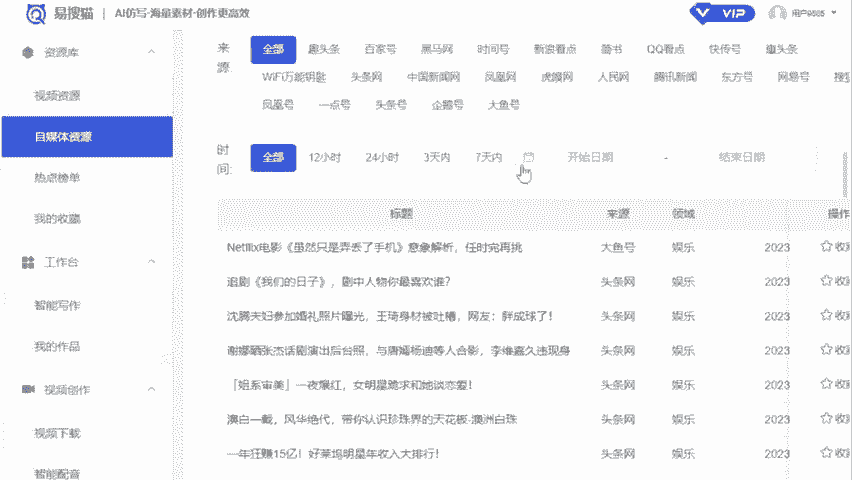 易搜猫 | AI仿写-海量素材-创作更高效
VIP
用户9885
资源库
视频资源
自媒体资源
热点榜单
我的收藏
工作台
智能写作
我的作品
视频创作
视频下载
智能配音
来源:
全部 趣头条 百家号 黑马网 时间号 新浪看点 简书 QQ看点 快传号
WiFi万能钥匙 头条网 中国新闻网 凤凰网 虎嗅网 人民网 腾讯新闻 东方号 网易号
凤凰号 一点号 头条号 企鹅号 大鱼号
时间:
全部 12小时 24小时 3天内 7天内 开始日期 - 结束日期
标题 来源 领域 操作
Netflix电影《虽然只是弄丢了手机》意象解析，任时完再挑 大鱼号 娱乐 2023 收
追剧《我们的日子》，剧中人物你最喜欢谁？ 头条网 娱乐 2023 收
沈腾夫妇参加婚礼照片曝光，王琦身材被吐槽，网友：胖成球了！ 头条网 娱乐 2023 收
谢娜晒张杰话剧演出后台照，与唐嫣杨迪等人合影，李维嘉久违现身 头条网 娱乐 2023 收
「姐系审美」一夜爆红，女明星跪求和她谈恋爱！ 头条网 娱乐 2023 收
澳白一戴，风华绝代，带你认识珍珠界的天花板-澳洲白珠 头条网 娱乐 2023 收
一年狂赚15亿！好莱坞明星年收入大排行！ 头条网 娱乐 2023 收